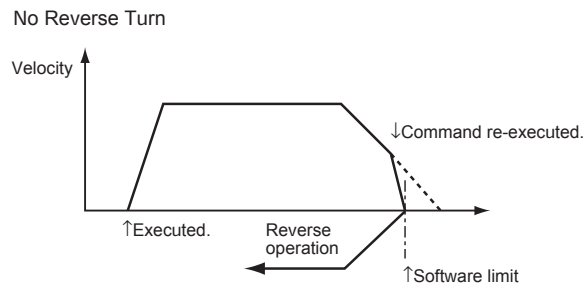 No Reverse Turn
Velocity
↓Command re-executed.
↑Executed.
Reverse
operation
↑Software limit